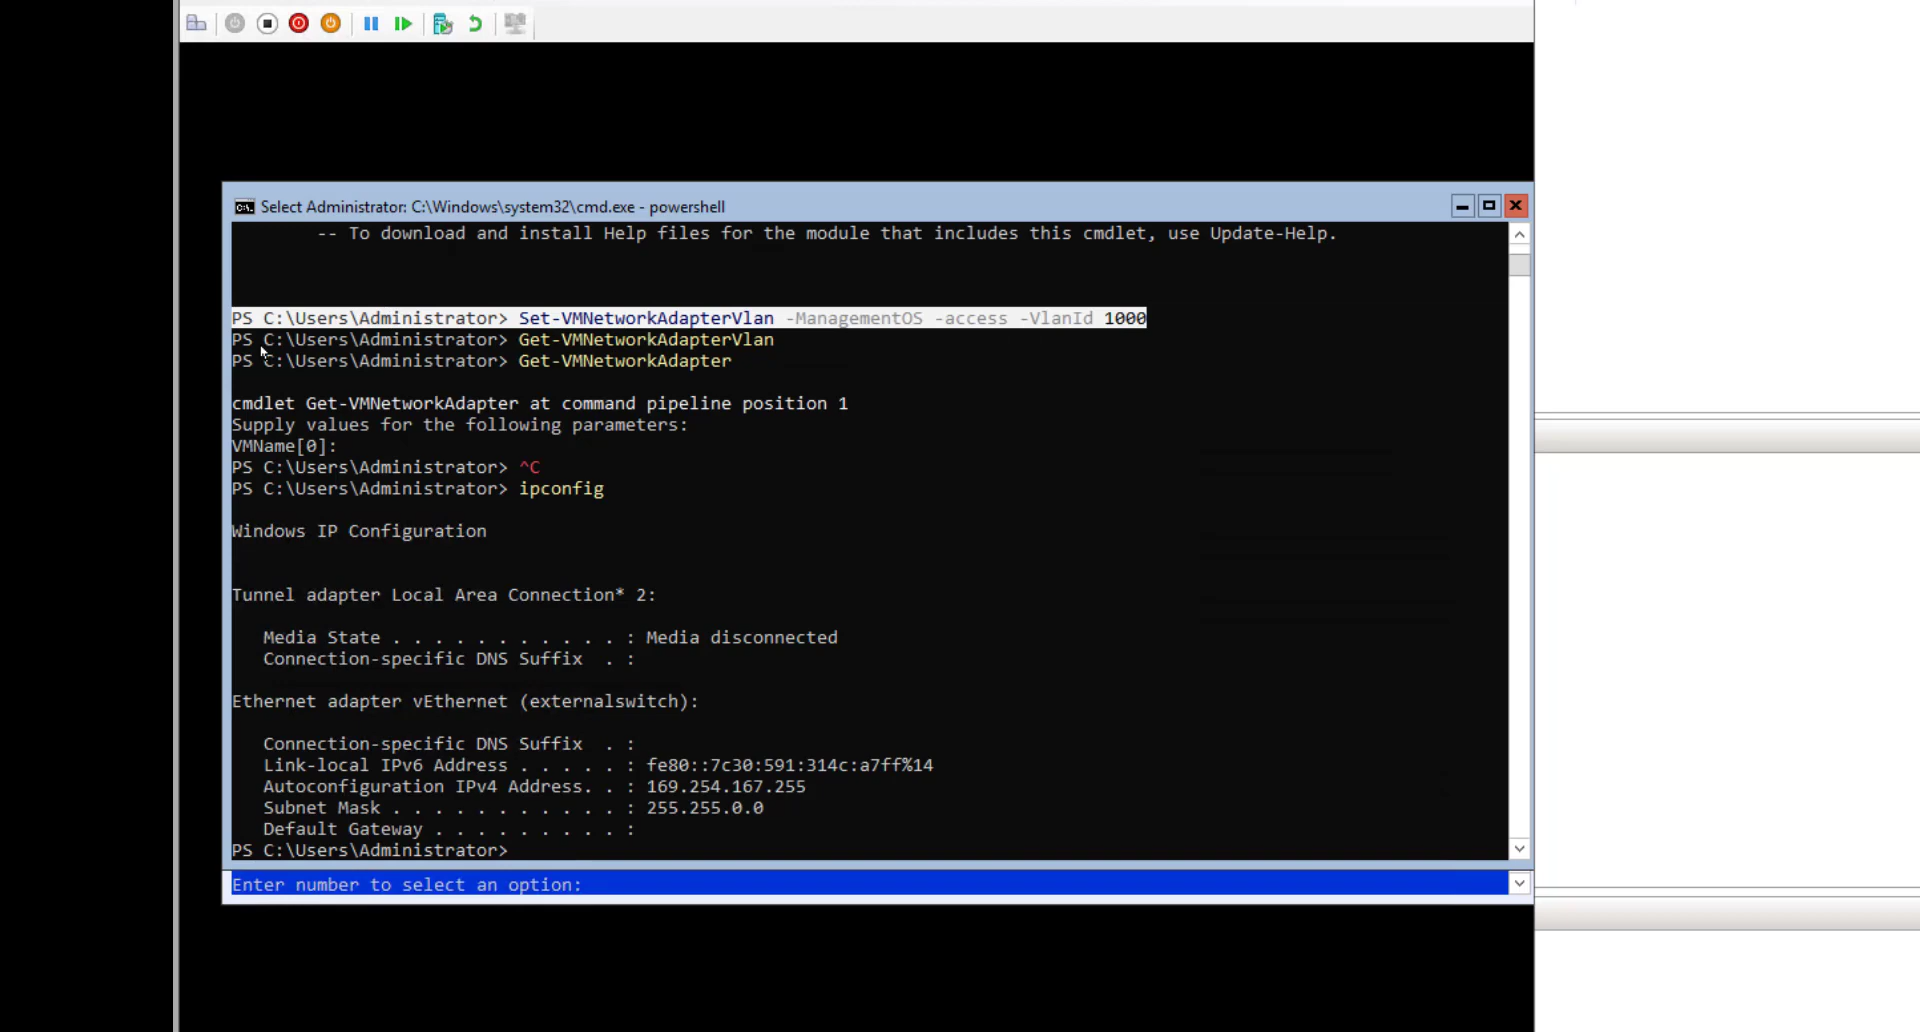 Select Administrator: C:\Windows\system32\cmd.exe - powershell
-- To download and install Help files for the module that includes this cmdlet, use Update-Help.
PS C:\Users\Administrator> Set-VMNetworkAdapterVlan -ManagementOS -access -VlanId 1000
PS C:\Users\Administrator> Get-VMNetworkAdapterVlan
PS C:\Users\Administrator> Get-VMNetworkAdapter
cmdlet Get-VMNetworkAdapter at command pipeline position 1
Supply values for the following parameters:
VMName[0]:
PS C:\Users\Administrator> ^C
PS C:\Users\Administrator> ipconfig
Windows IP Configuration
Tunnel adapter Local Area Connection* 2:
Media State . . . . . . . . . . . : Media disconnected
Connection-specific DNS Suffix  . :
Ethernet adapter vEthernet (externalswitch):
Connection-specific DNS Suffix  . :
Link-local IPv6 Address . . . . . : fe80::7c30:591:314c:a7ff%14
Autoconfiguration IPv4 Address. . : 169.254.167.255
Subnet Mask . . . . . . . . . . . : 255.255.0.0
Default Gateway . . . . . . . . . :
PS C:\Users\Administrator>
Enter number to select an option: